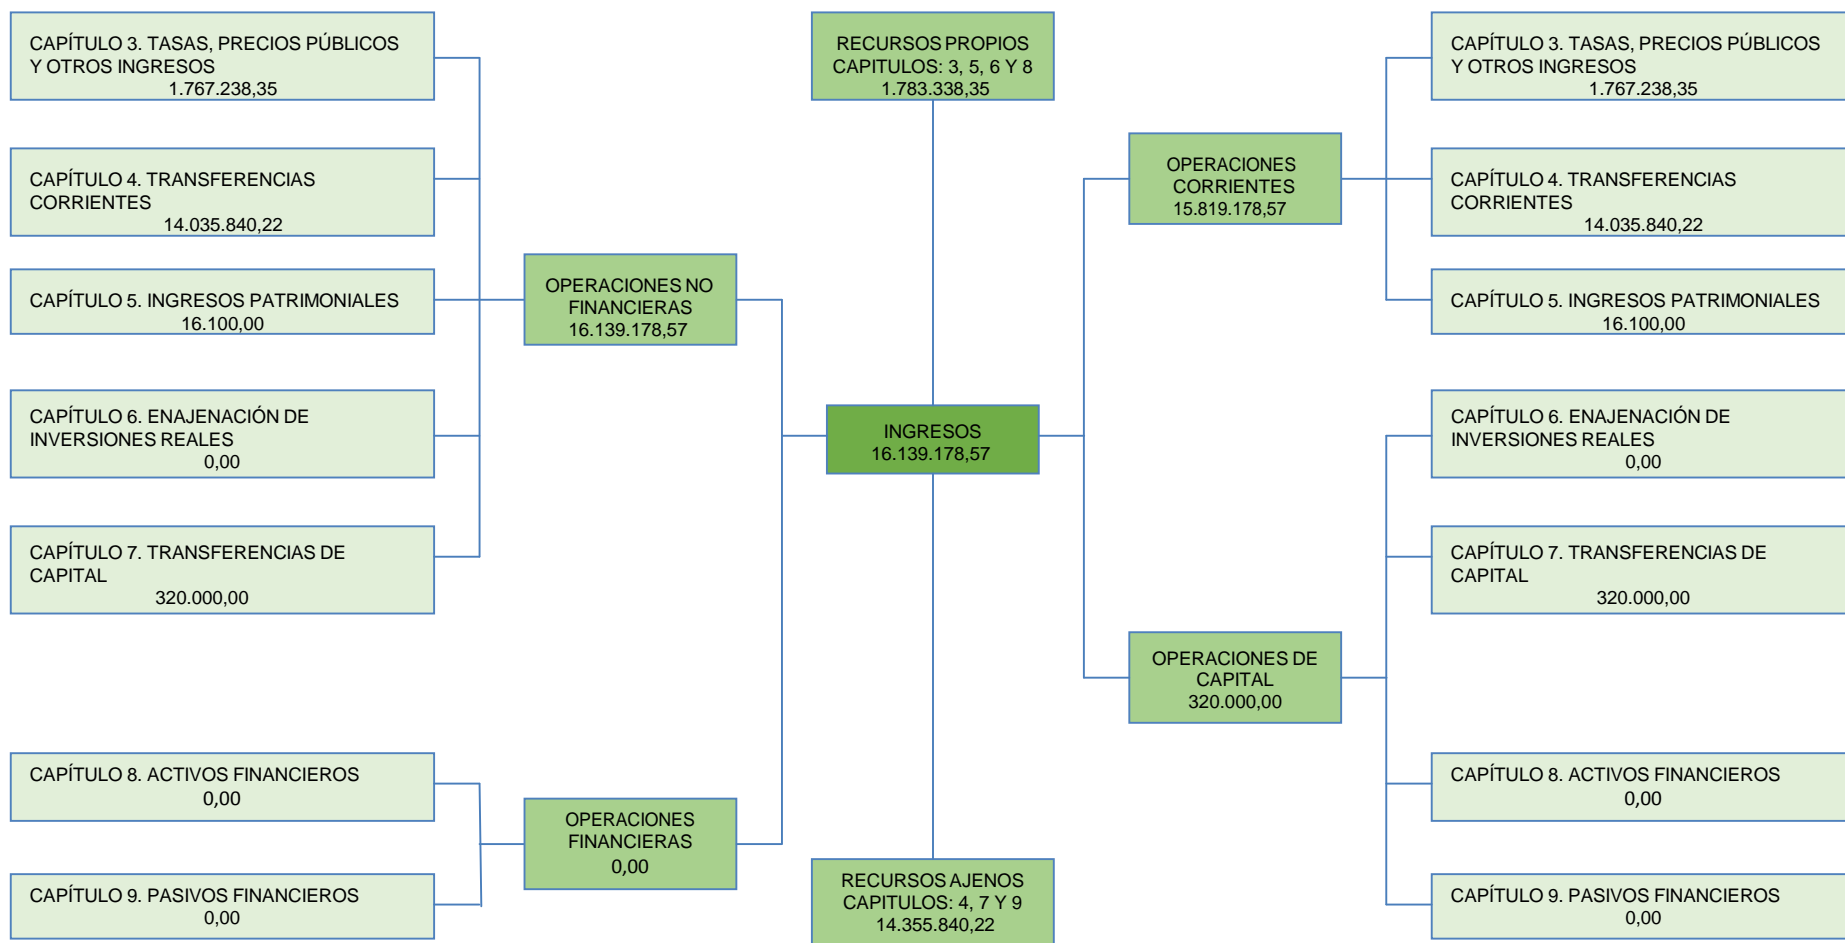 CAPÍTULO 3. TASAS, PRECIOS PÚBLICOS
Y OTROS INGRESOS
1.767.238,35
CAPÍTULO 4. TRANSFERENCIAS
CORRIENTES
14.035.840,22
CAPÍTULO 5. INGRESOS PATRIMONIALES
16.100,00
CAPÍTULO 6. ENAJENACIÓN DE
INVERSIONES REALES
0,00
CAPÍTULO 7. TRANSFERENCIAS DE
CAPITAL
320.000,00
CAPÍTULO 8. ACTIVOS FINANCIEROS
0,00
CAPÍTULO 9. PASIVOS FINANCIEROS
0,00
OPERACIONES NO
FINANCIERAS
16.139.178,57
OPERACIONES
FINANCIERAS
0,00
RECURSOS PROPIOS
CAPITULOS: 3, 5, 6 Y 8
1.783.338,35
INGRESOS
16.139.178,57
RECURSOS AJENOS
CAPITULOS: 4, 7 Y 9
14.355.840,22
OPERACIONES
CORRIENTES
15.819.178,57
OPERACIONES DE
CAPITAL
320.000,00
CAPÍTULO 3. TASAS, PRECIOS PÚBLICOS
Y OTROS INGRESOS
1.767.238,35
CAPÍTULO 4. TRANSFERENCIAS
CORRIENTES
14.035.840,22
CAPÍTULO 5. INGRESOS PATRIMONIALES
16.100,00
CAPÍTULO 6. ENAJENACIÓN DE
INVERSIONES REALES
0,00
CAPÍTULO 7. TRANSFERENCIAS DE
CAPITAL
320.000,00
CAPÍTULO 8. ACTIVOS FINANCIEROS
0,00
CAPÍTULO 9. PASIVOS FINANCIEROS
0,00